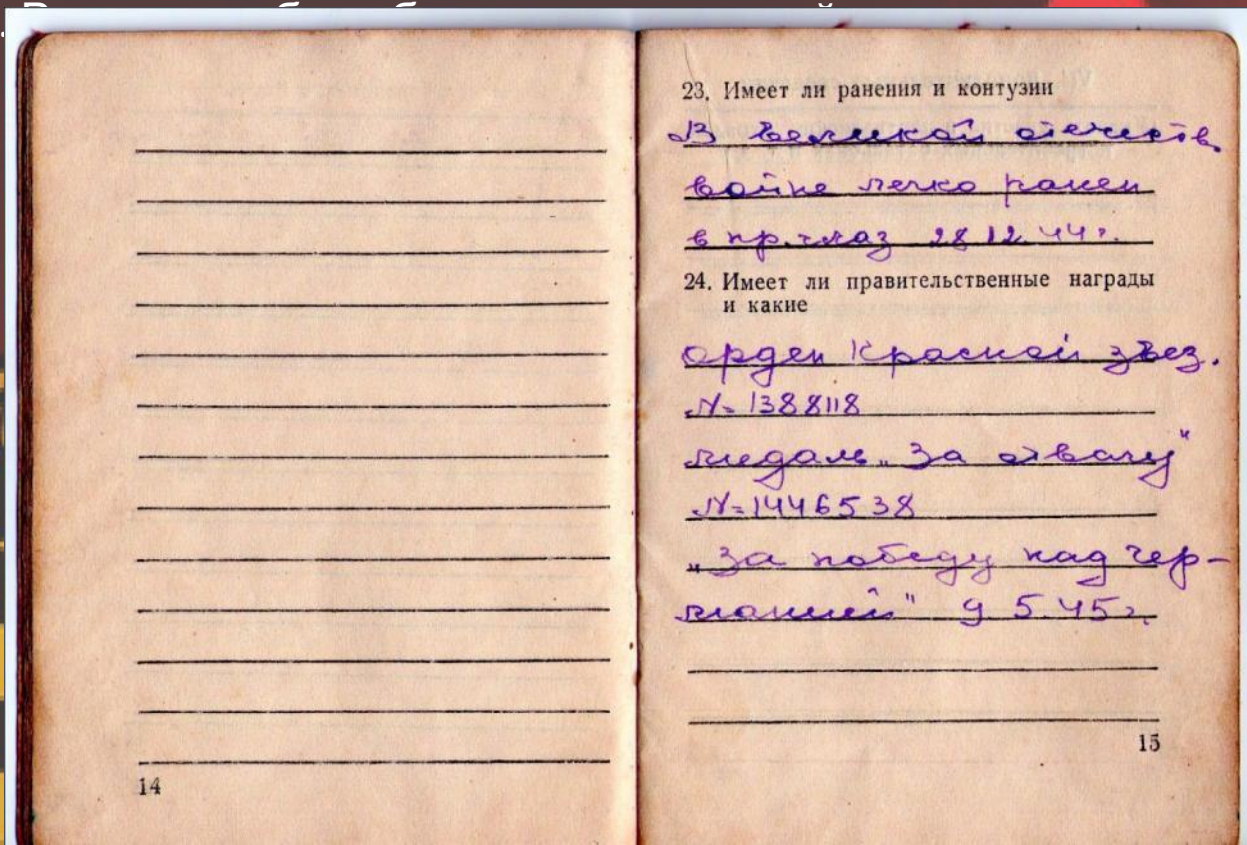 23. Имеет ли ранения и контузии
В Великой отечеств.
войне легко ранен
в пр. глаз 28 12. 44 г.
24. Имеет ли правительственные награды
и какие
орден Красной звез.
N= 1388118
медаль „За отвагу"
N= 1446538
„За победу над Гер-
манией" 9 5. 45 г.
15
14